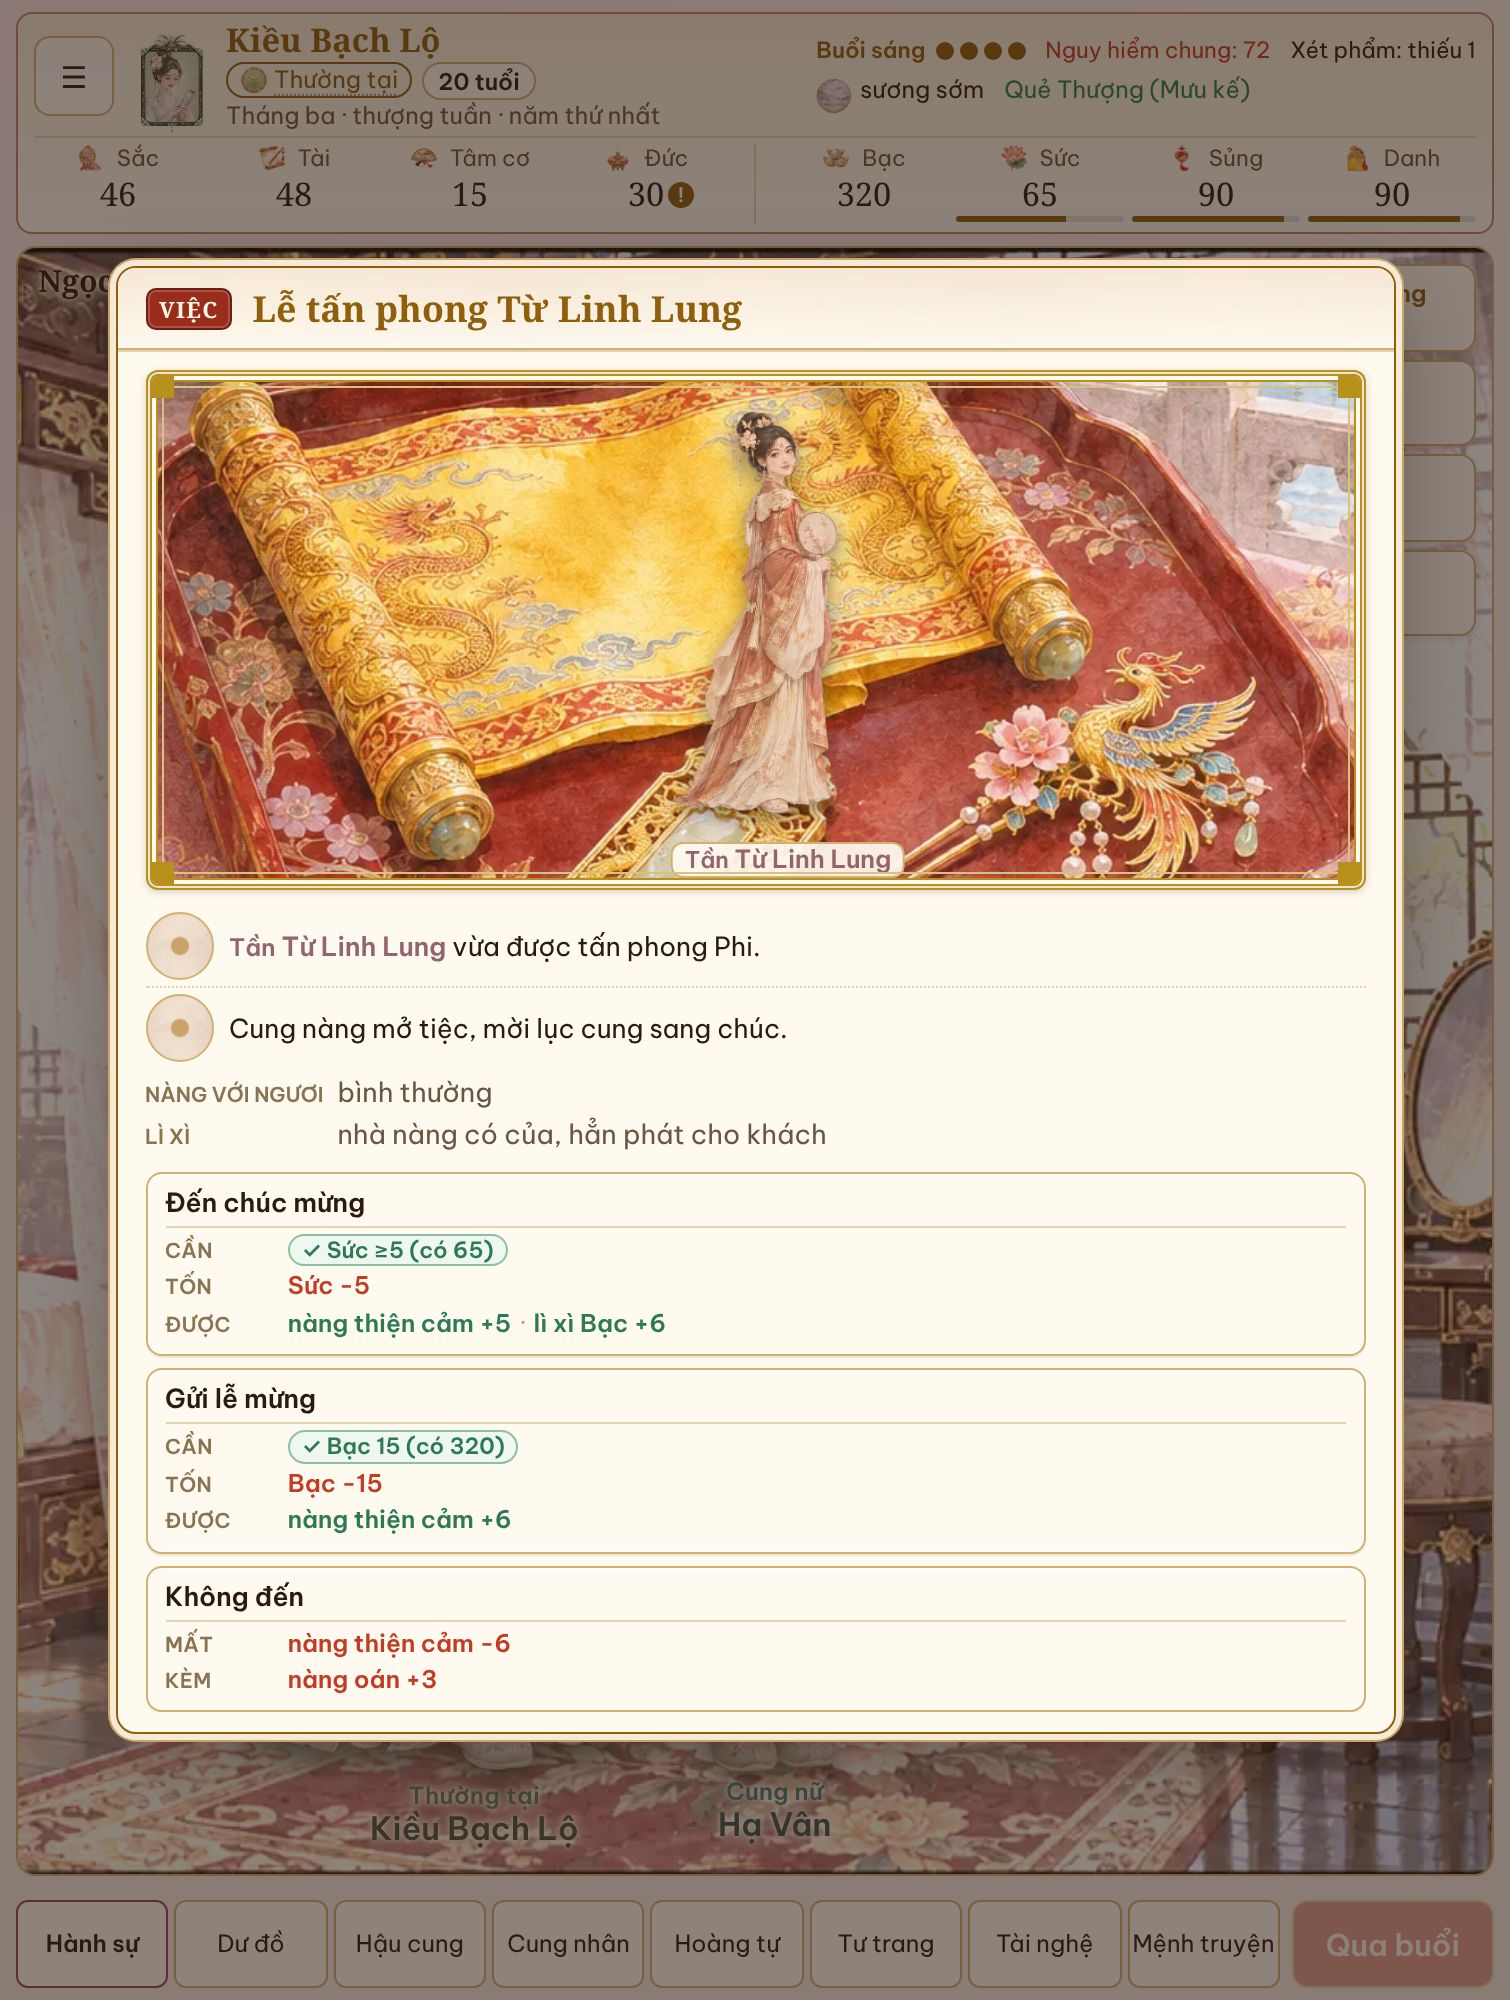 Kiều Bạch Lộ
Thường tại
20 tuổi
Tháng ba · thượng tuần · năm thứ nhất
Buổi sáng
Nguy hiểm chung: 72
Xét phẩm: thiếu 1
sương sớm
Quẻ Thượng (Mưu kế)
Sắc
Tài
Tâm cơ
Đức
Bạc
Sức
Sủng
Danh
46
48
15
30 !
320
65
90
90
Ngọc
ng
VIỆC
Lễ tấn phong Từ Linh Lung
Tần Từ Linh Lung
Tần Từ Linh Lung vừa được tấn phong Phi.
Cung nàng mở tiệc, mời lục cung sang chúc.
NÀNG VỚI NGƯƠI bình thường
LÌ XÌ nhà nàng có của, hẳn phát cho khách
Đến chúc mừng
CẦN ✓ Sức ≥5 (có 65)
TỐN Sức -5
ĐƯỢC nàng thiện cảm +5 · lì xì Bạc +6
Gửi lễ mừng
CẦN ✓ Bạc 15 (có 320)
TỐN Bạc -15
ĐƯỢC nàng thiện cảm +6
Không đến
MẤT nàng thiện cảm -6
KÈM nàng oán +3
Thường tại
Kiều Bạch Lộ
Cung nữ
Hạ Vân
Hành sự
Dư đồ
Hậu cung
Cung nhân
Hoàng tự
Tư trang
Tài nghệ
Mệnh truyện
Qua buổi